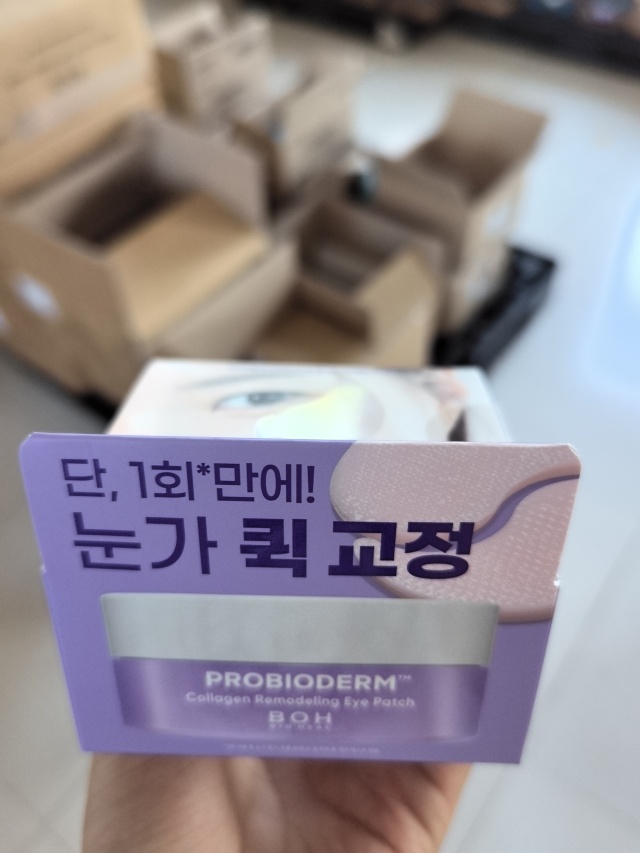 단, 1회*만에!
눈가 퀵 교정
PROBIODERM™
Collagen Remodeling Eye Patch
BOH